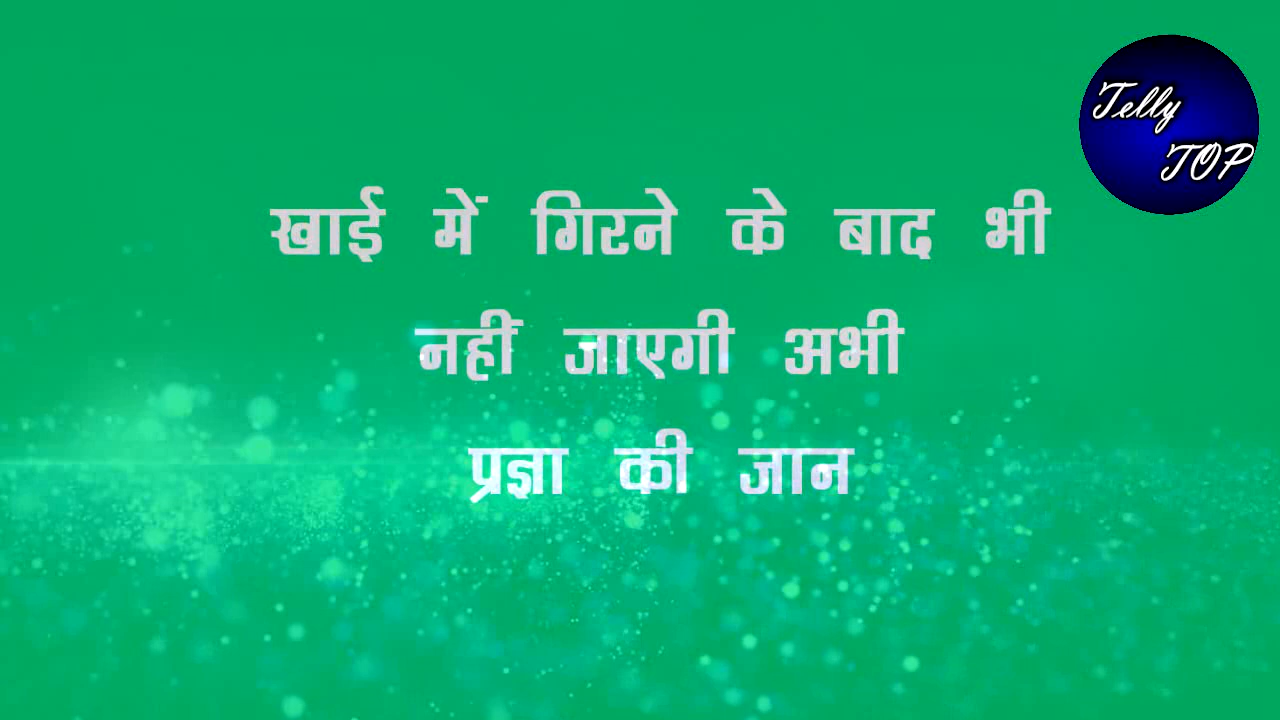 Telly
TOP
खाई में गिरने के बाद भी
नहीं जाएगी अभी
प्रज्ञा की जान